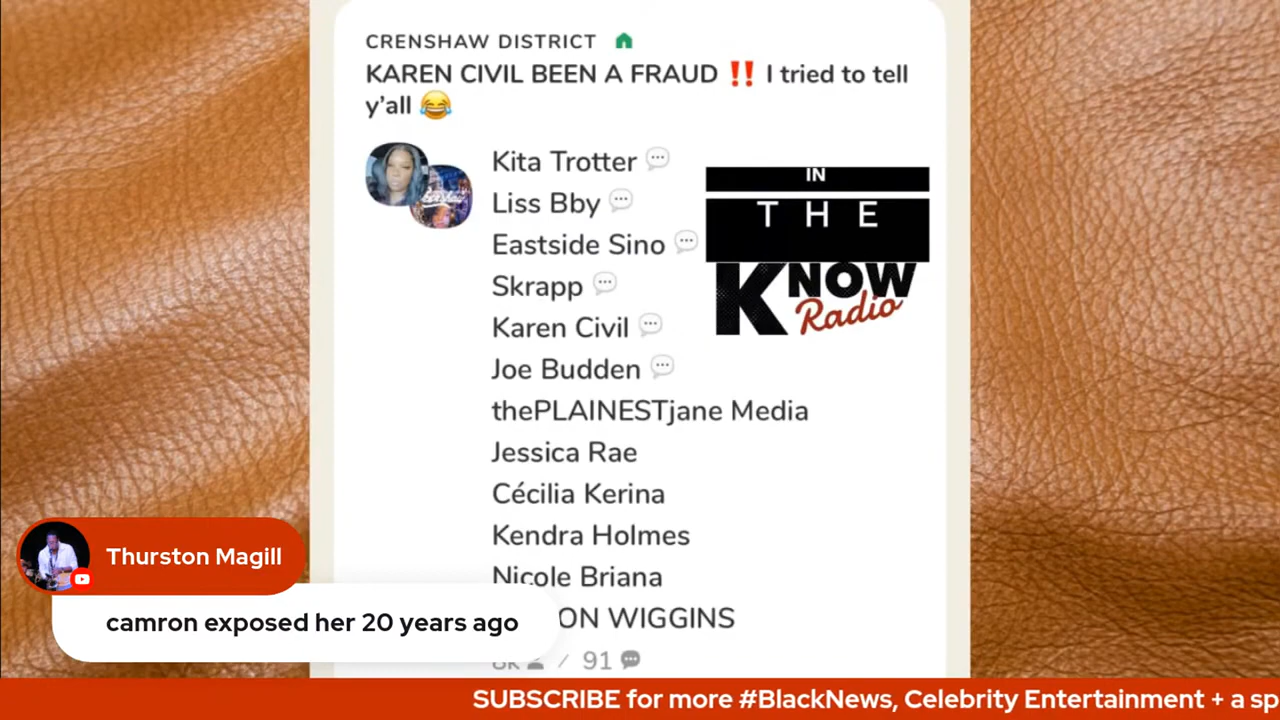 CRENSHAW DISTRICT
KAREN CIVIL BEEN A FRAUD ‼️ I tried to tell
y’all 😂
Kita Trotter
Liss Bby
Eastside Sino
Skrapp
Karen Civil
Joe Budden
thePLAINESTjane Media
Jessica Rae
Cécilia Kerina
Kendra Holmes
Nicole Briana
ON WIGGINS
91
IN
THE
KNOW
Radio
Thurston Magill
camron exposed her 20 years ago
SUBSCRIBE for more #BlackNews, Celebrity Entertainment + a sp